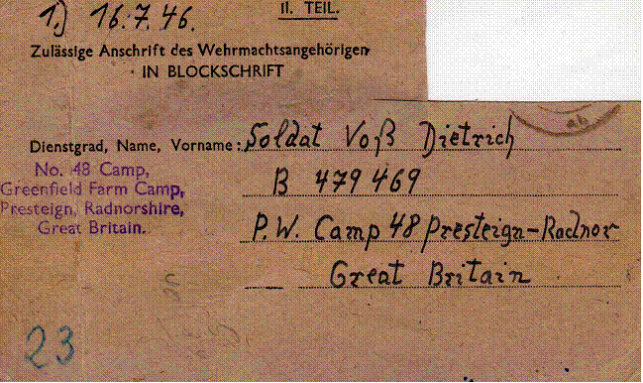 1.) 16.7.46.
II. TEIL.
Zulässige Anschrift des Wehrmachtsangehörigen
IN BLOCKSCHRIFT
46
Dienstgrad, Name, Vorname: Soldat Voß Dietrich
No. 48 Camp,
Greenfield Farm Camp,
Presteign, Radnorshire,
Great Britain.
B 479469
P.W. Camp 48 Presteign-Radnor
Great Britain
23